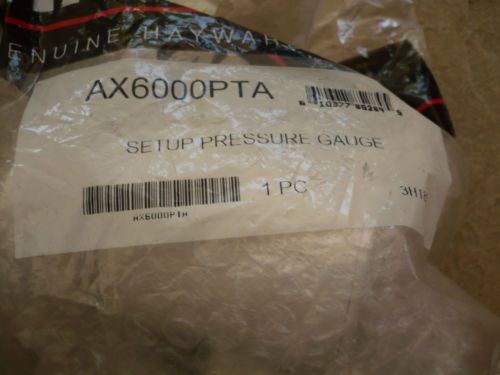 ENUINE HAYWAR
AX6000PTA
SETUP PRESSURE GAUGE
1 PC
AX6000PTA